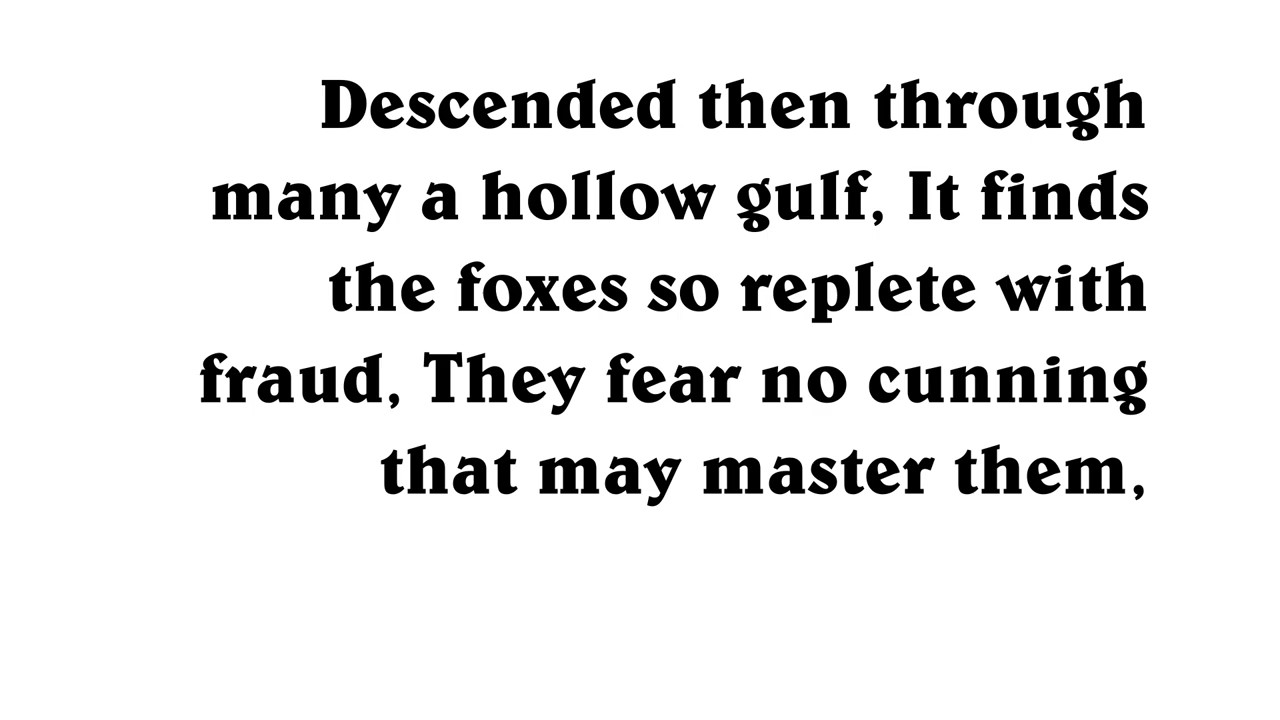 Descended then through
many a hollow gulf, It finds
the foxes so replete with
fraud, They fear no cunning
that may master them,